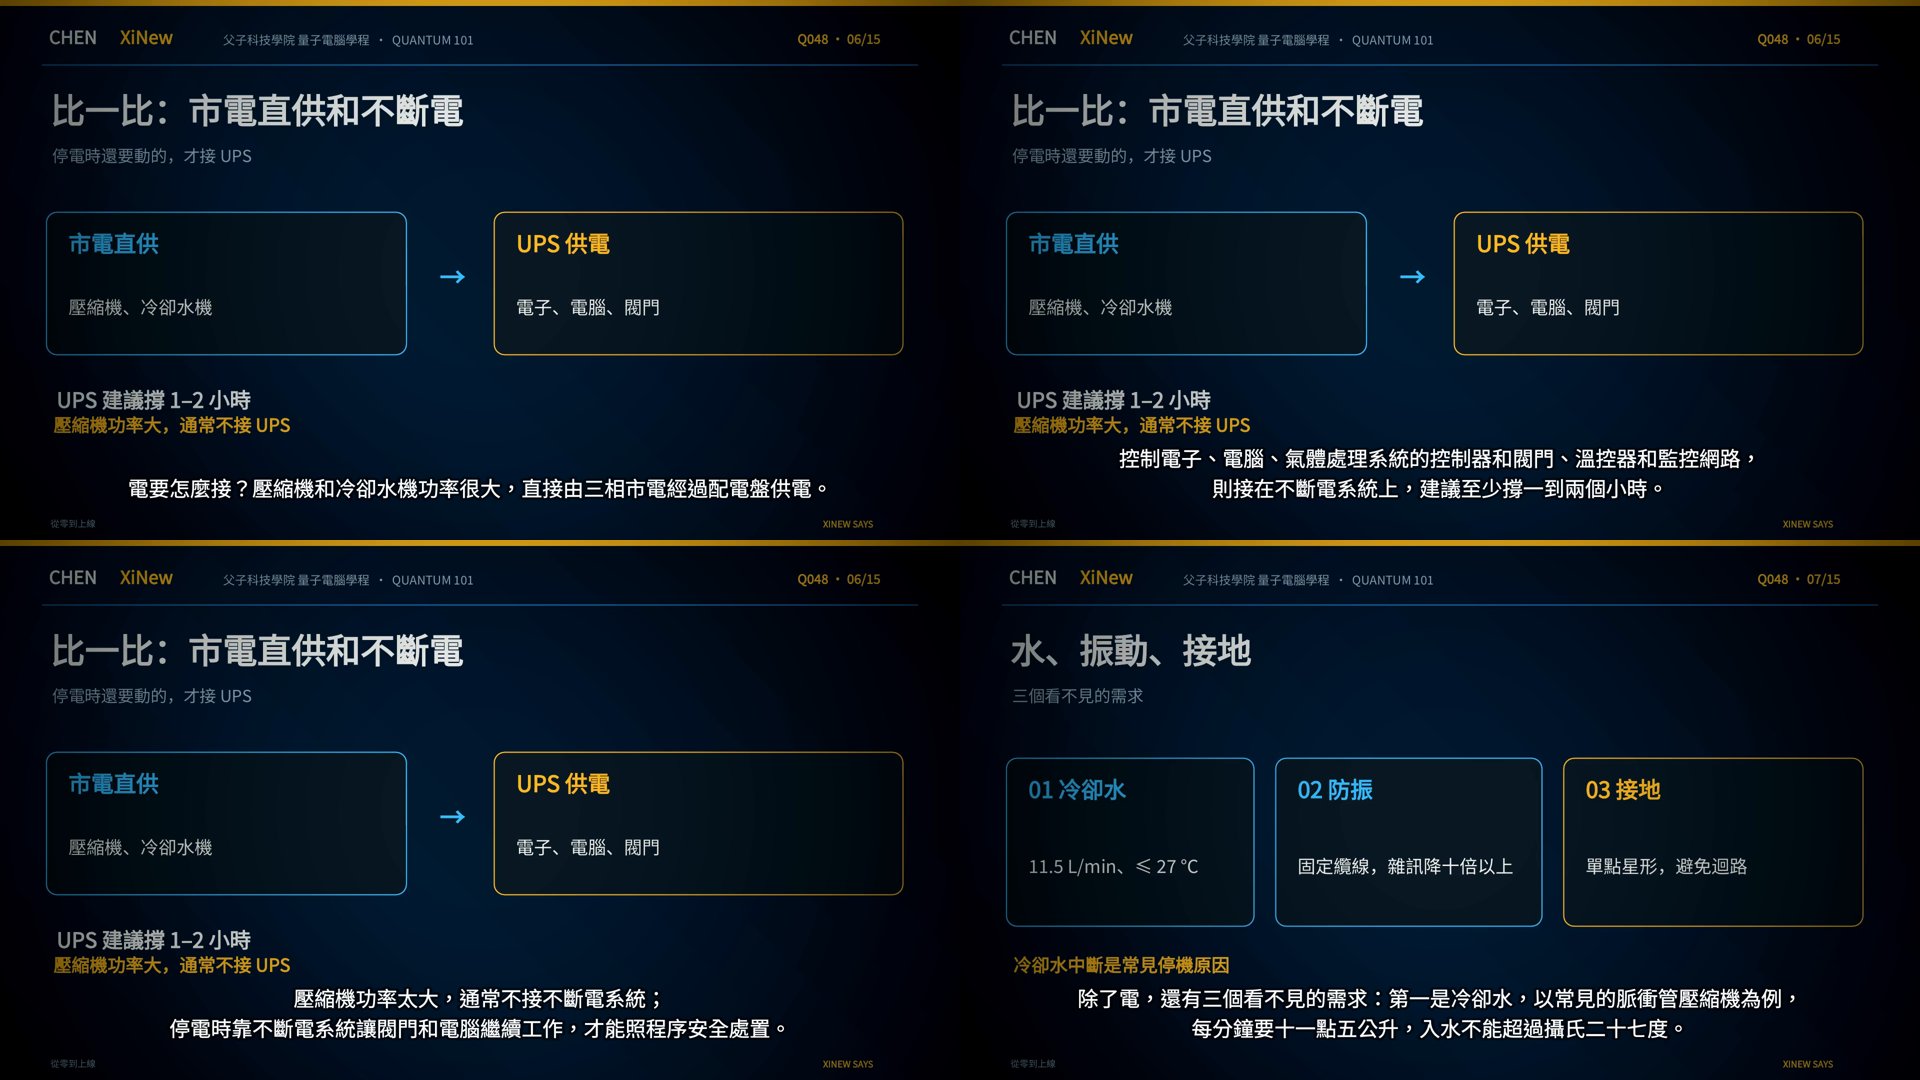 CHEN XiNew 父子科技學院 量子電腦學程 · QUANTUM 101 Q048 · 06/15
比一比：市電直供和不斷電
停電時還要動的，才接 UPS
市電直供
壓縮機、冷卻水機
→
UPS 供電
電子、電腦、閥門
UPS 建議撐 1–2 小時
壓縮機功率大，通常不接 UPS
電要怎麼接？壓縮機和冷卻水機功率很大，直接由三相市電經過配電盤供電。
從零到上線 XINEW SAYS
CHEN XiNew 父子科技學院 量子電腦學程 · QUANTUM 101 Q048 · 06/15
比一比：市電直供和不斷電
停電時還要動的，才接 UPS
市電直供
壓縮機、冷卻水機
→
UPS 供電
電子、電腦、閥門
UPS 建議撐 1–2 小時
壓縮機功率大，通常不接 UPS
控制電子、電腦、氣體處理系統的控制器和閥門、溫控器和監控網路，
則接在不斷電系統上，建議至少撐一到兩個小時。
從零到上線 XINEW SAYS
CHEN XiNew 父子科技學院 量子電腦學程 · QUANTUM 101 Q048 · 06/15
比一比：市電直供和不斷電
停電時還要動的，才接 UPS
市電直供
壓縮機、冷卻水機
→
UPS 供電
電子、電腦、閥門
UPS 建議撐 1–2 小時
壓縮機功率大，通常不接 UPS
壓縮機功率太大，通常不接不斷電系統；
停電時靠不斷電系統讓閥門和電腦繼續工作，才能照程序安全處置。
從零到上線 XINEW SAYS
CHEN XiNew 父子科技學院 量子電腦學程 · QUANTUM 101 Q048 · 07/15
水、振動、接地
三個看不見的需求
01 冷卻水
11.5 L/min、≤ 27 °C
02 防振
固定纜線，雜訊降十倍以上
03 接地
單點星形，避免迴路
冷卻水中斷是常見停機原因
除了電，還有三個看不見的需求：第一是冷卻水，以常見的脈衝管壓縮機為例，
每分鐘要十一點五公升，入水不能超過攝氏二十七度。
從零到上線 XINEW SAYS